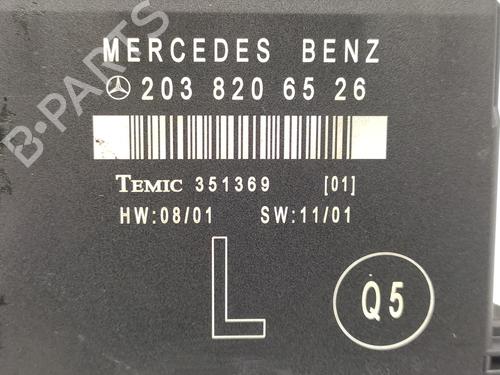 MERCEDES BENZ
203 820 65 26
TEMIC 351369 [01]
HW:08/01 SW:11/01
L
Q5
B-PARTS